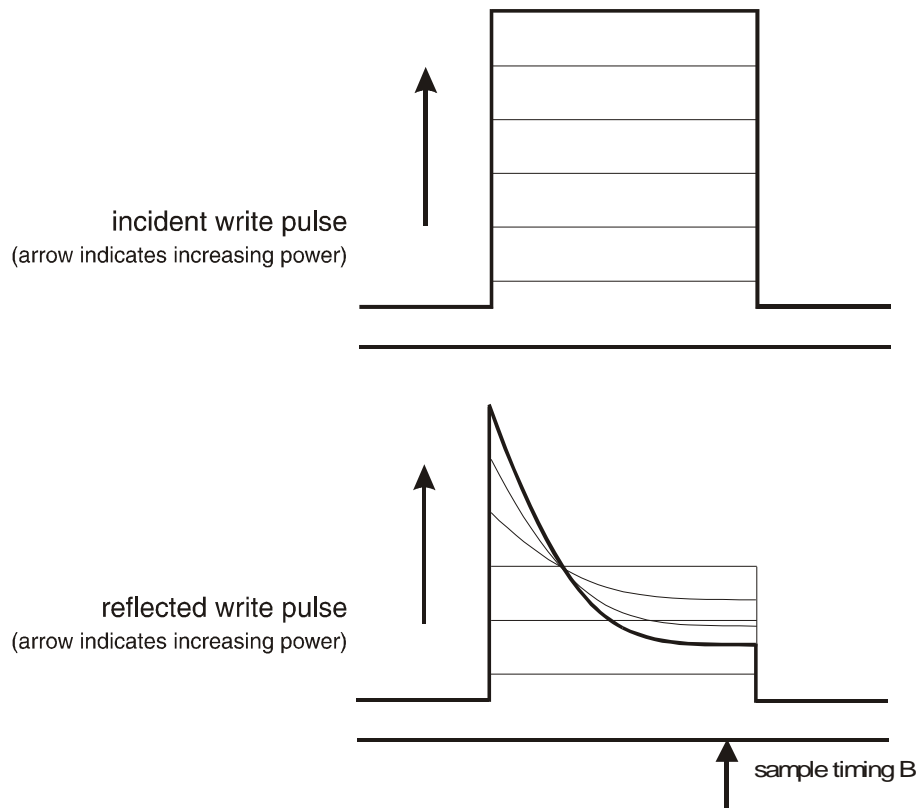 incident write pulse
(arrow indicates increasing power)
reflected write pulse
(arrow indicates increasing power)
sample timing B